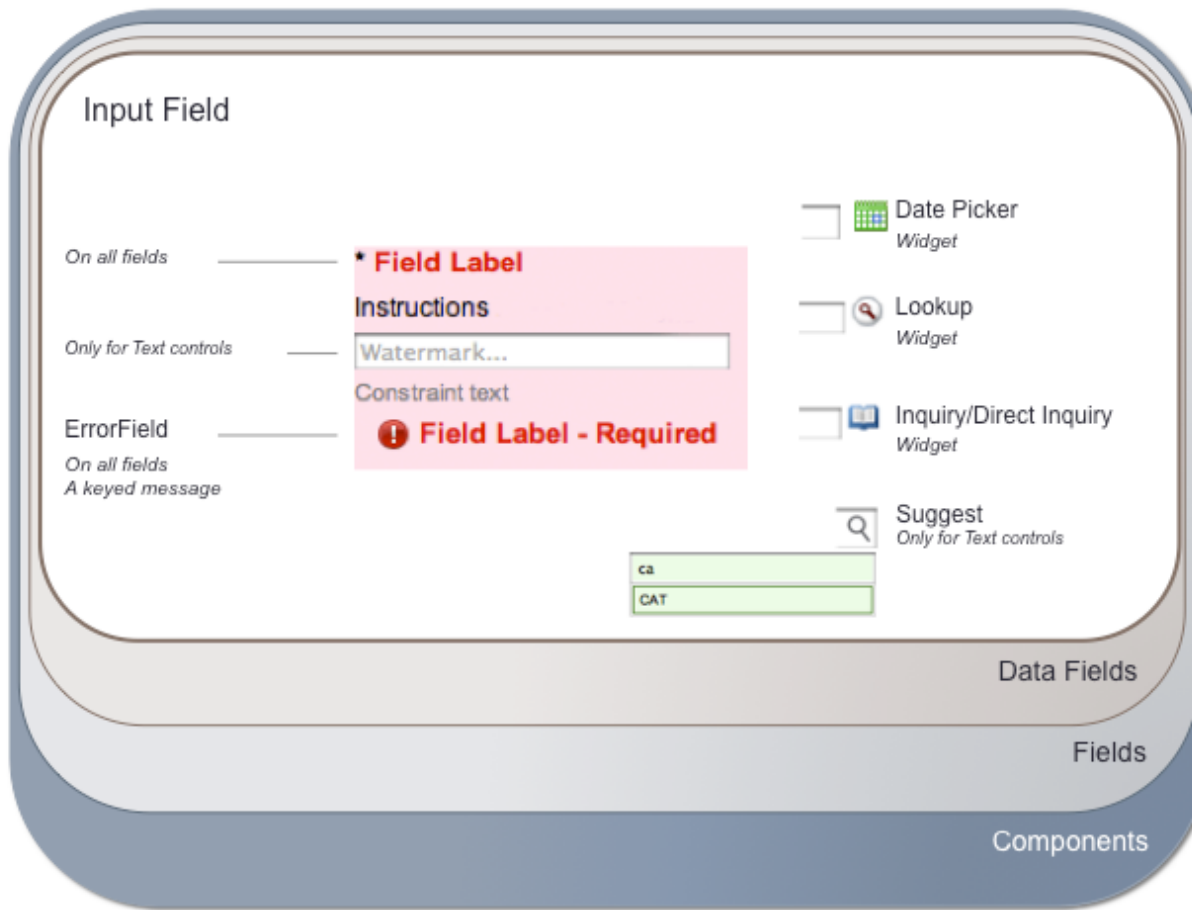 Input Field
Date Picker
Widget
On all fields
* Field Label
Instructions
Lookup
Widget
Only for Text controls
Watermark...
Constraint text
ErrorField
Field Label - Required
On all fields
A keyed message
Inquiry/Direct Inquiry
Widget
Suggest
Only for Text controls
ca
CAT
Data Fields
Fields
Components